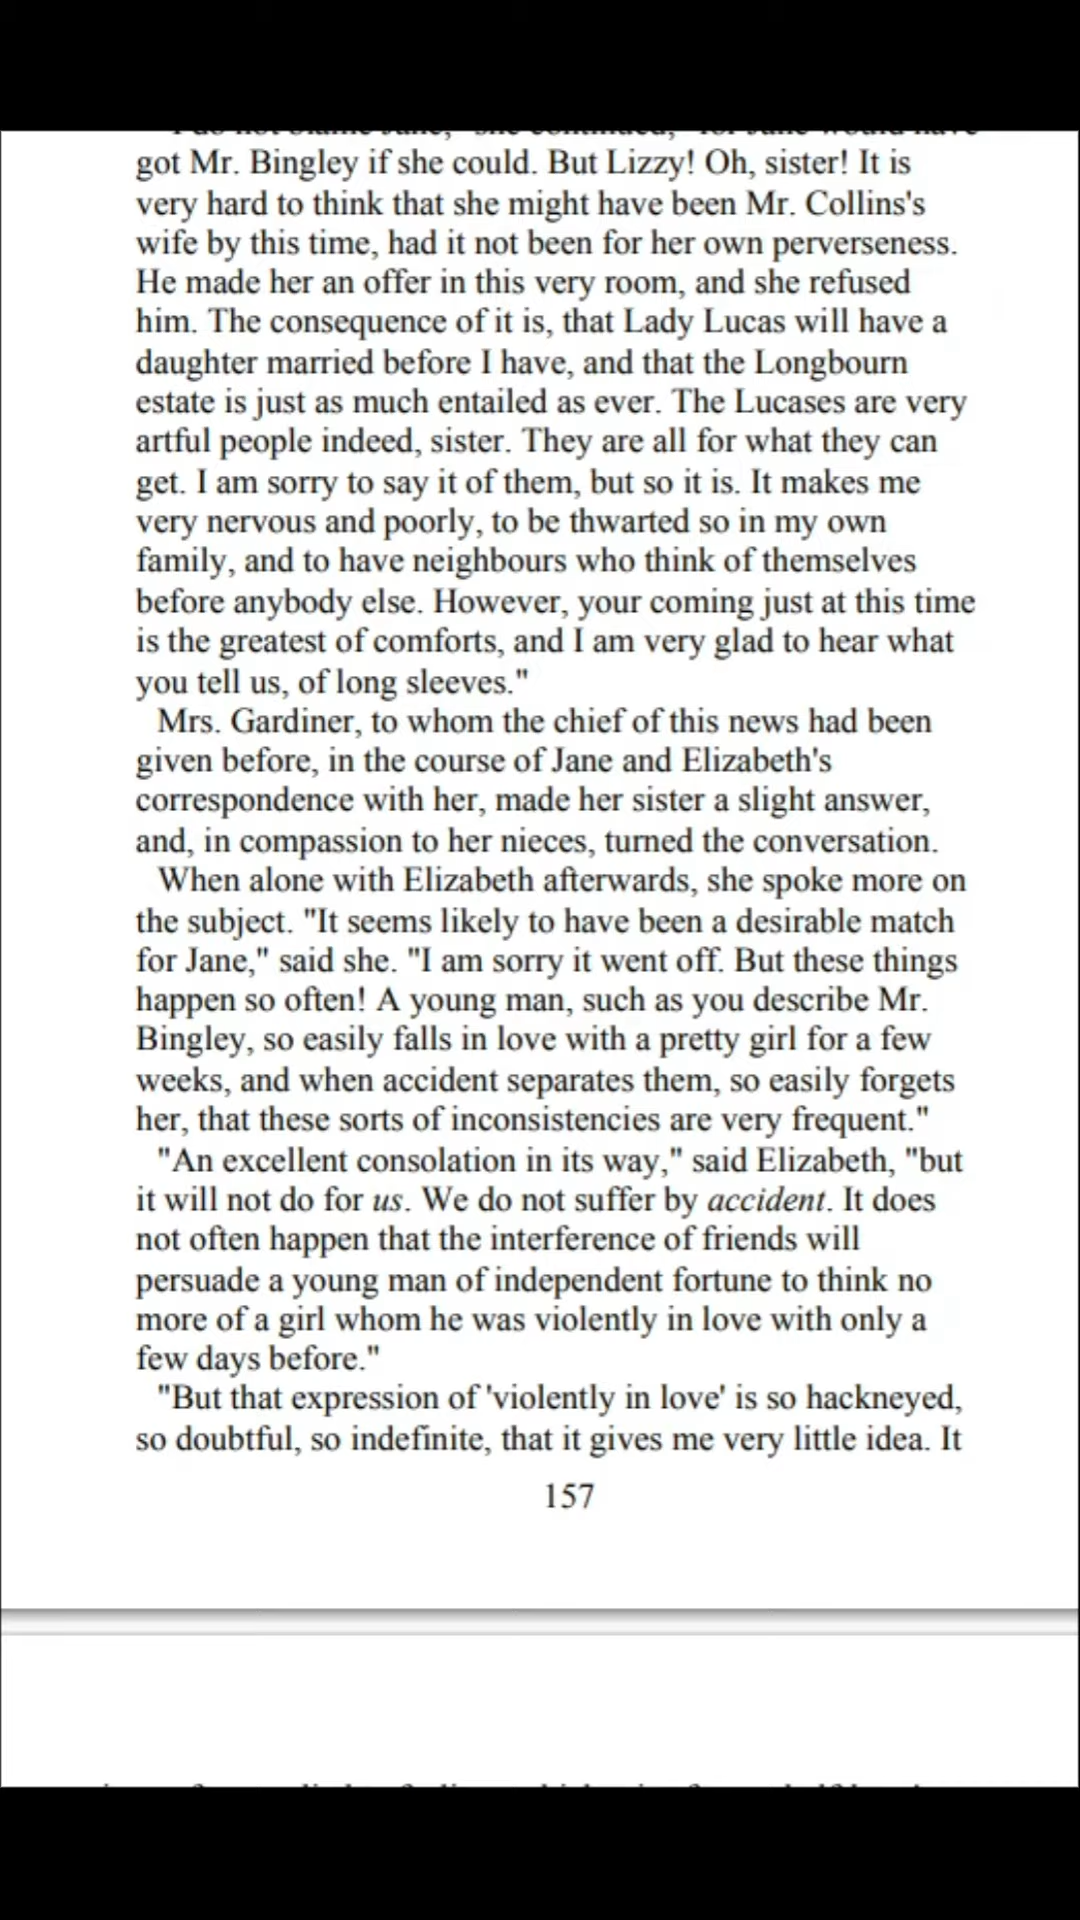 "I do not blame Jane," she continued, "for Jane would have
got Mr. Bingley if she could. But Lizzy! Oh, sister! It is
very hard to think that she might have been Mr. Collins's
wife by this time, had it not been for her own perverseness.
He made her an offer in this very room, and she refused
him. The consequence of it is, that Lady Lucas will have a
daughter married before I have, and that the Longbourn
estate is just as much entailed as ever. The Lucases are very
artful people indeed, sister. They are all for what they can
get. I am sorry to say it of them, but so it is. It makes me
very nervous and poorly, to be thwarted so in my own
family, and to have neighbours who think of themselves
before anybody else. However, your coming just at this time
is the greatest of comforts, and I am very glad to hear what
you tell us, of long sleeves."
Mrs. Gardiner, to whom the chief of this news had been
given before, in the course of Jane and Elizabeth's
correspondence with her, made her sister a slight answer,
and, in compassion to her nieces, turned the conversation.
When alone with Elizabeth afterwards, she spoke more on
the subject. "It seems likely to have been a desirable match
for Jane," said she. "I am sorry it went off. But these things
happen so often! A young man, such as you describe Mr.
Bingley, so easily falls in love with a pretty girl for a few
weeks, and when accident separates them, so easily forgets
her, that these sorts of inconsistencies are very frequent."
"An excellent consolation in its way," said Elizabeth, "but
it will not do for us. We do not suffer by accident. It does
not often happen that the interference of friends will
persuade a young man of independent fortune to think no
more of a girl whom he was violently in love with only a
few days before."
"But that expression of 'violently in love' is so hackneyed,
so doubtful, so indefinite, that it gives me very little idea. It
157